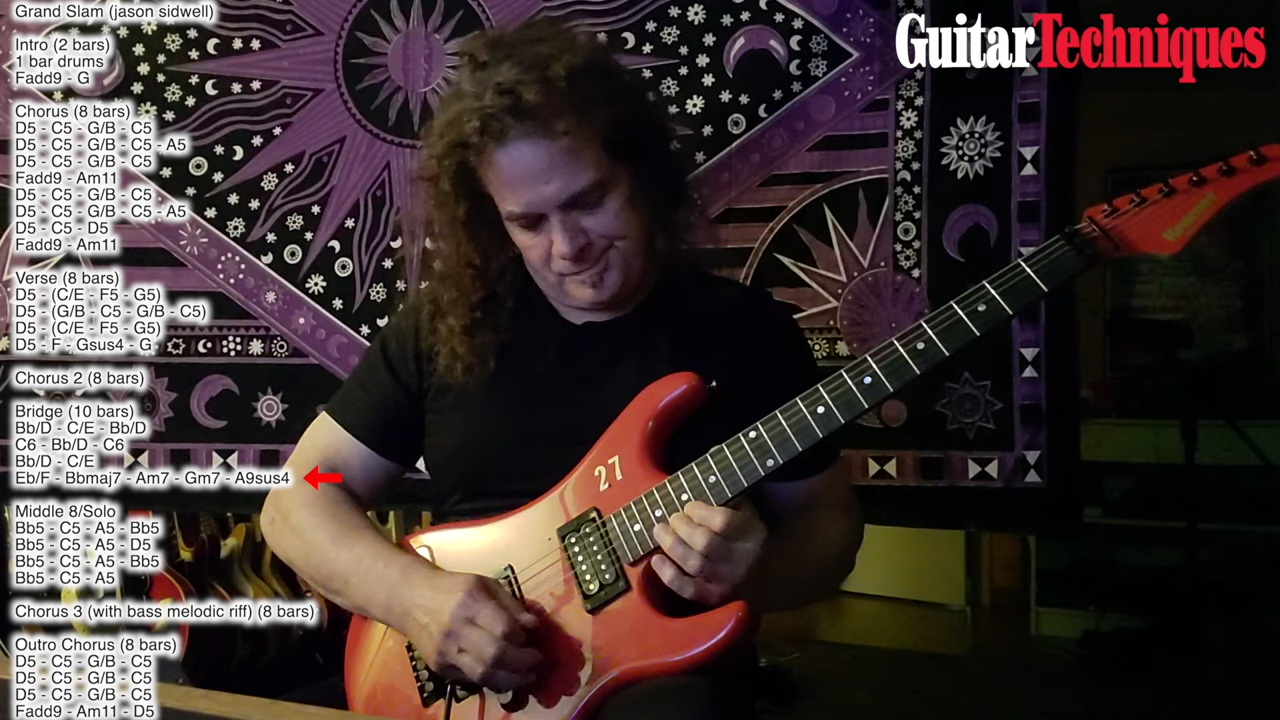 Grand Slam (jason sidwell)
Intro (2 bars)
1 bar drums
Fadd9 - G
Chorus (8 bars)
D5 - C5 - G/B - C5
D5 - C5 - G/B - C5 - A5
D5 - C5 - G/B - C5
Fadd9 - Am11
D5 - C5 - G/B - C5
D5 - C5 - G/B - C5 - A5
D5 - C5 - D5
Fadd9 - Am11
Verse (8 bars)
D5 - (C/E - F5 - G5)
D5 - (G/B - C5 - G/B - C5)
D5 - (C/E - F5 - G5)
D5 - F - Gsus4 - G
Chorus 2 (8 bars)
Bridge (10 bars)
Bb/D - C/E - Bb/D
C6 - Bb/D - C6
Bb/D - C/E
Eb/F - Bbmaj7 - Am7 - Gm7 - A9sus4
Middle 8/Solo
Bb5 - C5 - A5 - Bb5
Bb5 - C5 - A5 - D5
Bb5 - C5 - A5 - Bb5
Bb5 - C5 - A5
Chorus 3 (with bass melodic riff) (8 bars)
Outro Chorus (8 bars)
D5 - C5 - G/B - C5
D5 - C5 - G/B - C5
D5 - C5 - G/B - C5
Fadd9 - Am11 - D5
GuitarTechniques
27
Kramer